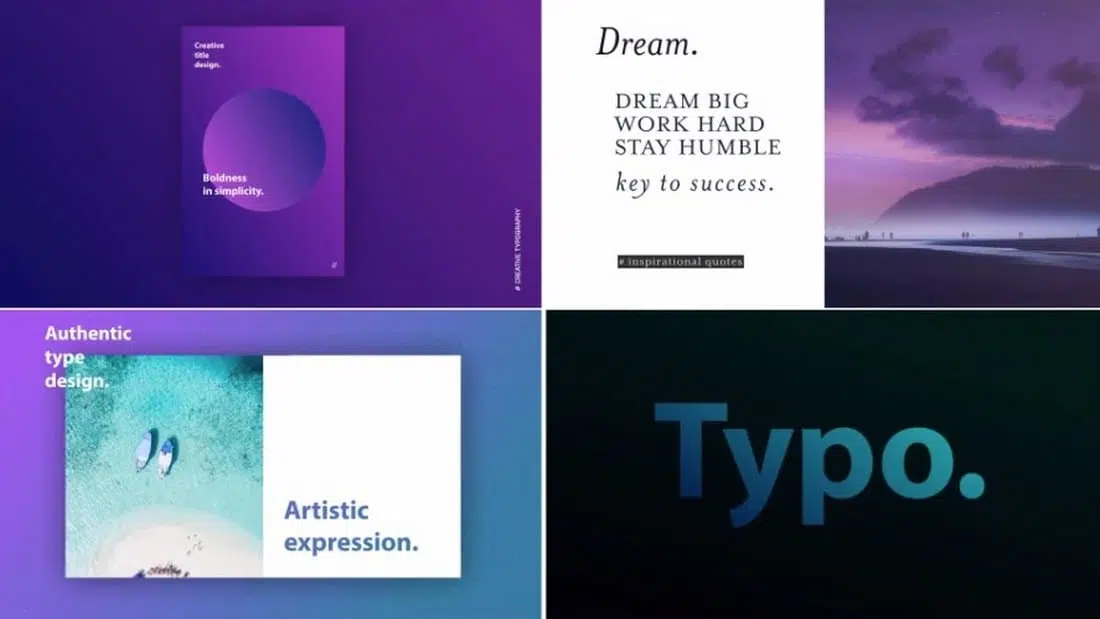 Creative
title
design.
Boldness
in simplicity.
//
# CREATIVE TYPOGRAPHY
Dream.
DREAM BIG
WORK HARD
STAY HUMBLE
key to success.
# inspirational quotes
Authentic
type
design.
Artistic
expression.
Typo.